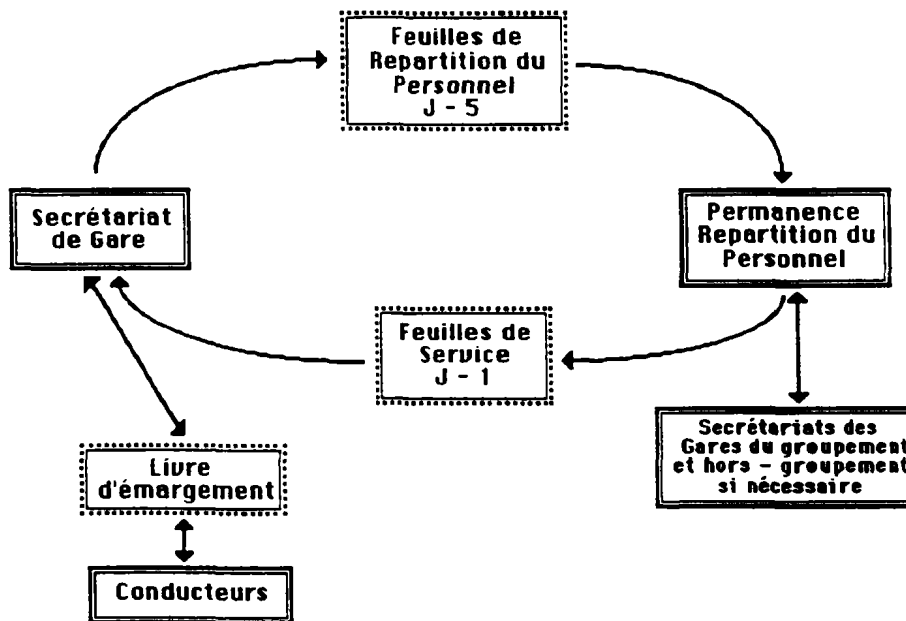 Feuilles de
Repartition du
Personnel
J - 5
Secrétariat
de Gare
Permanence
Repartition du
Personnel
Feuilles de
Service
J - 1
Secrétariats des
Gares du groupement
et hors - groupement
si nécessaire
Livre
d'émargement
Conducteurs